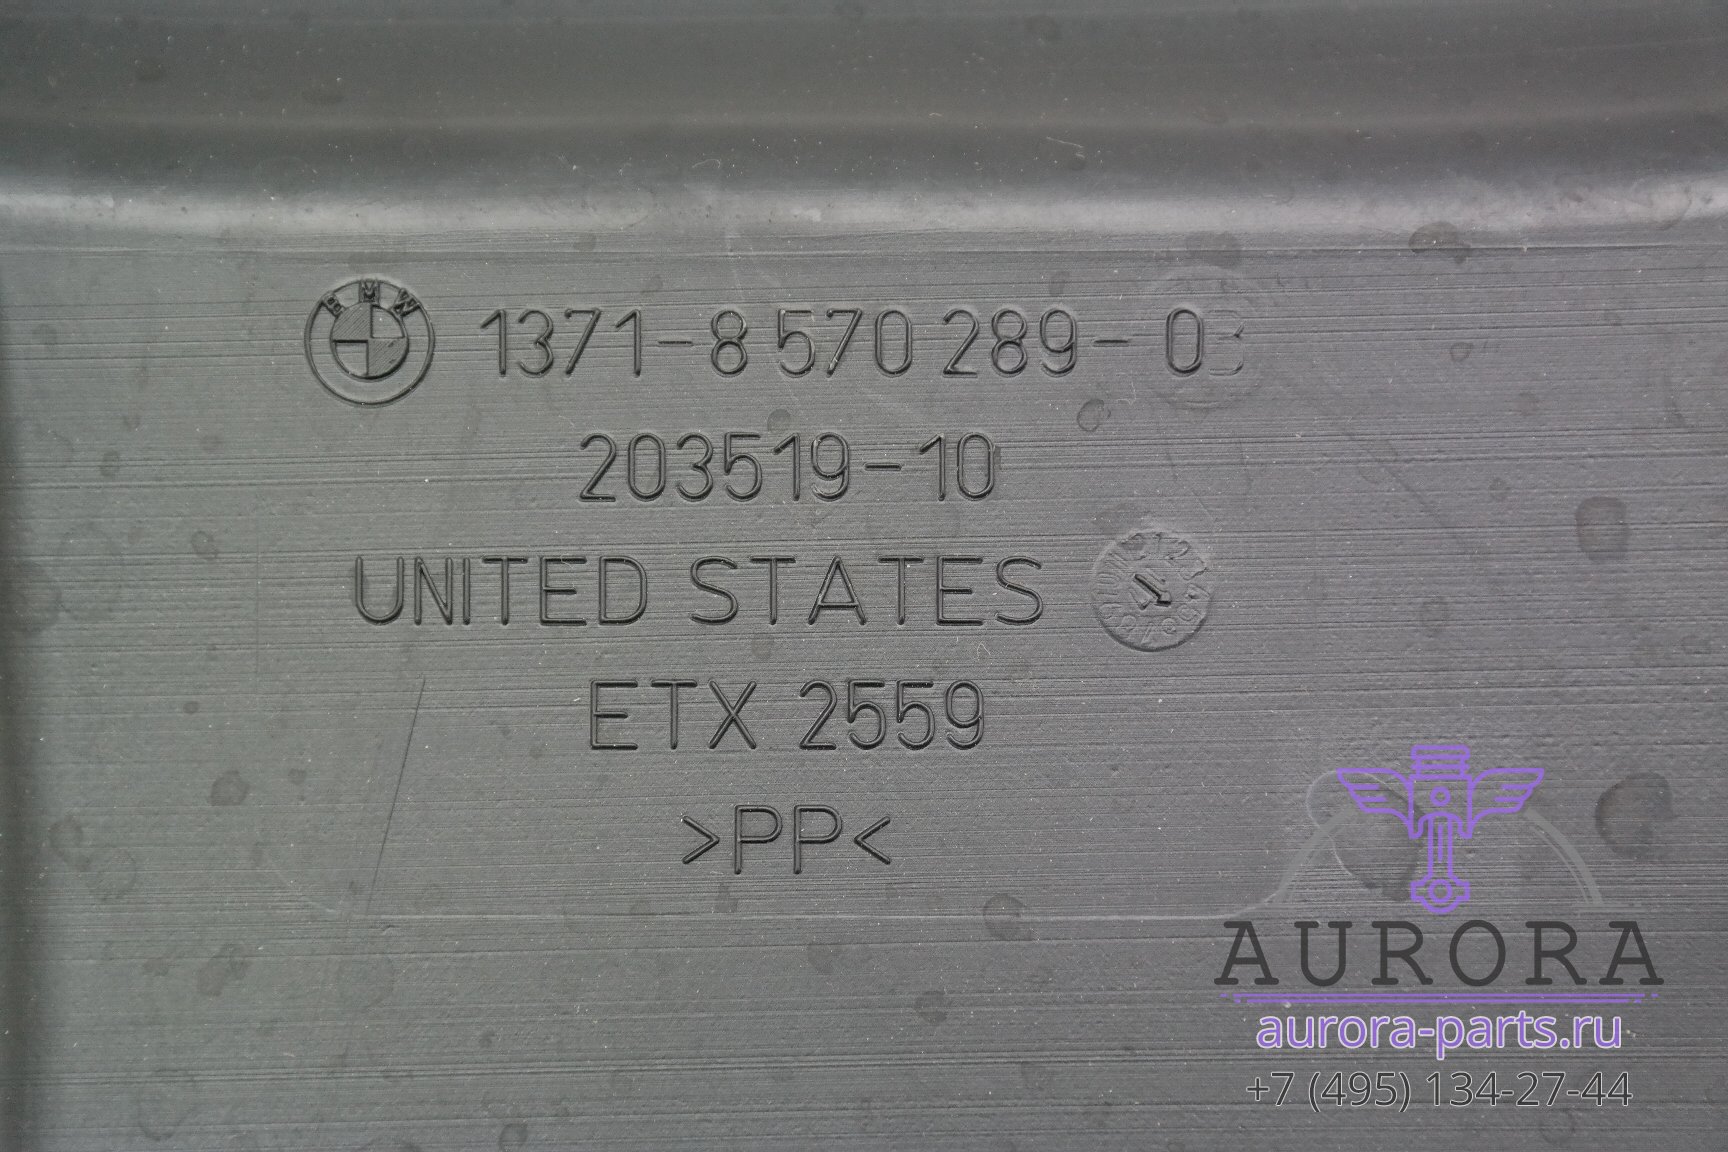 BMW 1371-8 570 289-03
203519-10
UNITED STATES
ETX 2559
>PP<
AURORA
aurora-parts.ru
+7 (495) 134-27-44